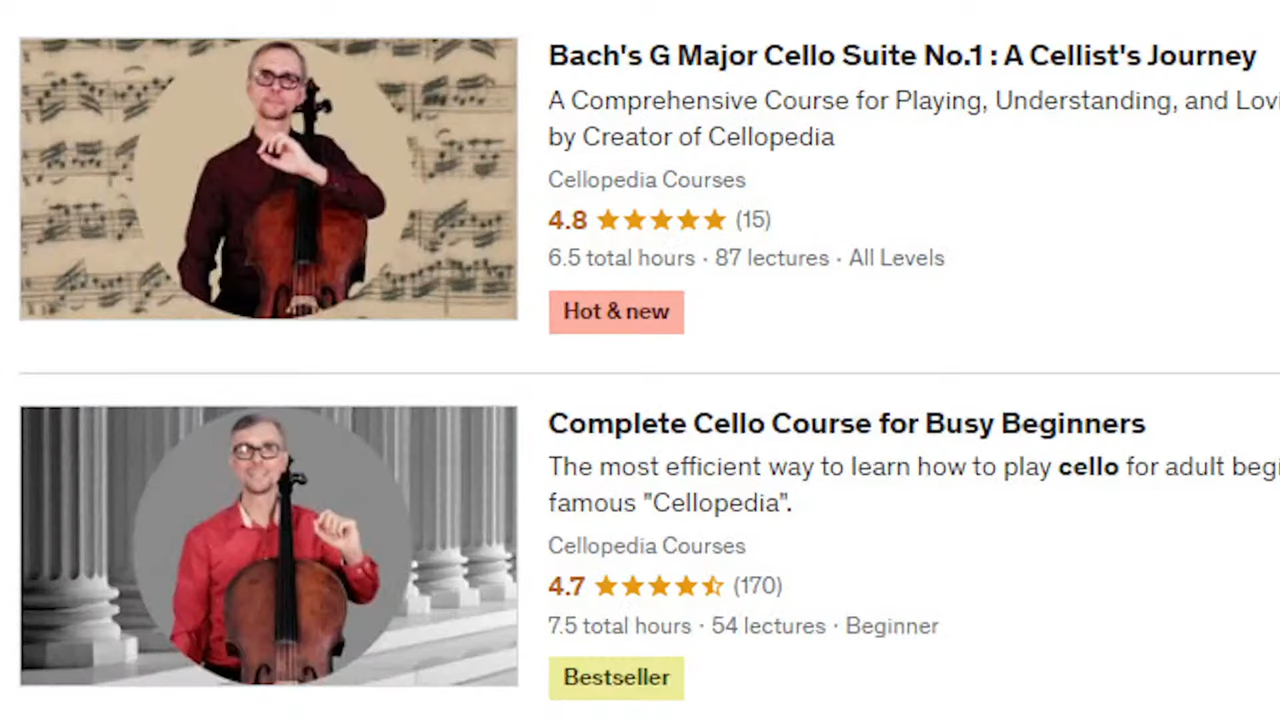 Bach's G Major Cello Suite No.1 : A Cellist's Journey
A Comprehensive Course for Playing, Understanding, and Lovi
by Creator of Cellopedia
Cellopedia Courses
4.8 (15)
6.5 total hours · 87 lectures · All Levels
Hot & new
Complete Cello Course for Busy Beginners
The most efficient way to learn how to play cello for adult begi
famous "Cellopedia".
Cellopedia Courses
4.7 (170)
7.5 total hours · 54 lectures · Beginner
Bestseller